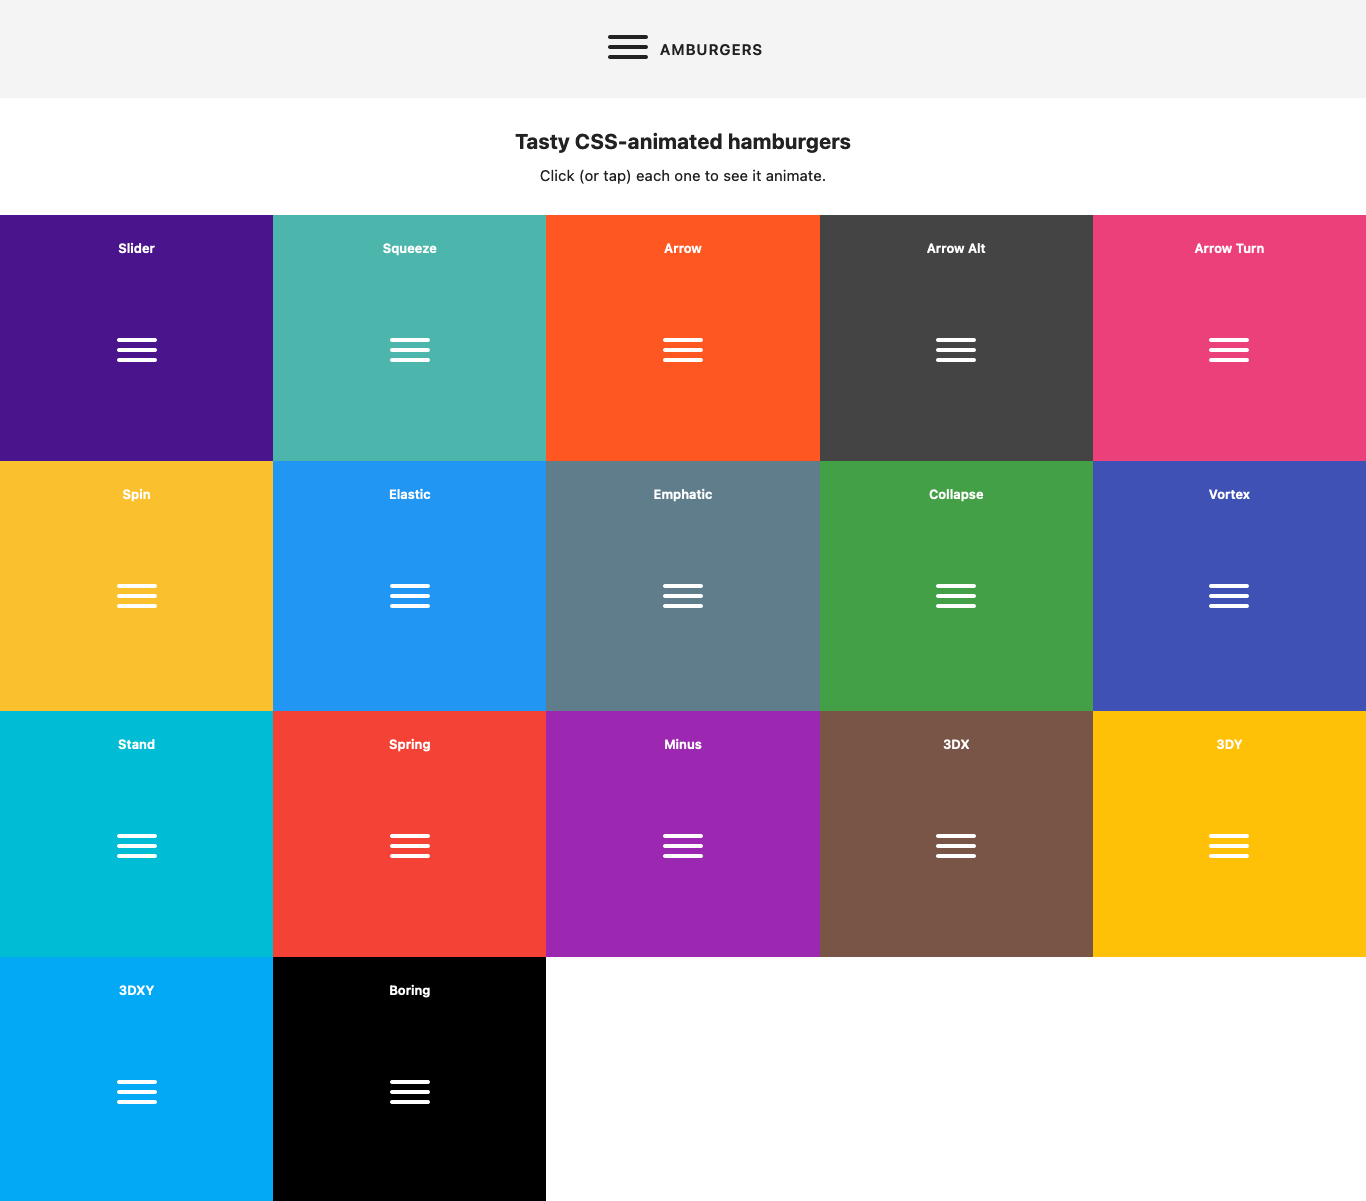 AMBURGERS
Tasty CSS-animated hamburgers
Click (or tap) each one to see it animate.
Slider
Squeeze
Arrow
Arrow Alt
Arrow Turn
Spin
Elastic
Emphatic
Collapse
Vortex
Stand
Spring
Minus
3DX
3DY
3DXY
Boring